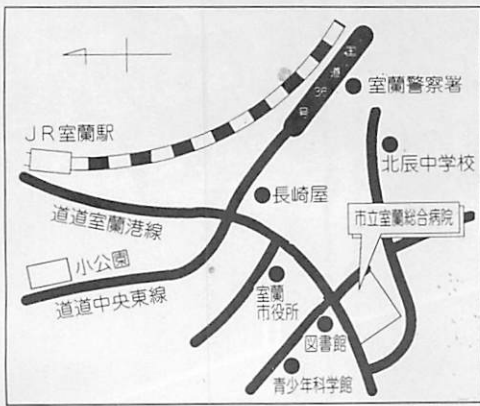 国道36号
室蘭警察署
JR室蘭駅
北辰中学校
長崎屋
市立室蘭総合病院
道道室蘭港線
小公園
室蘭
市役所
道道中央東線
図書館
青少年科学館